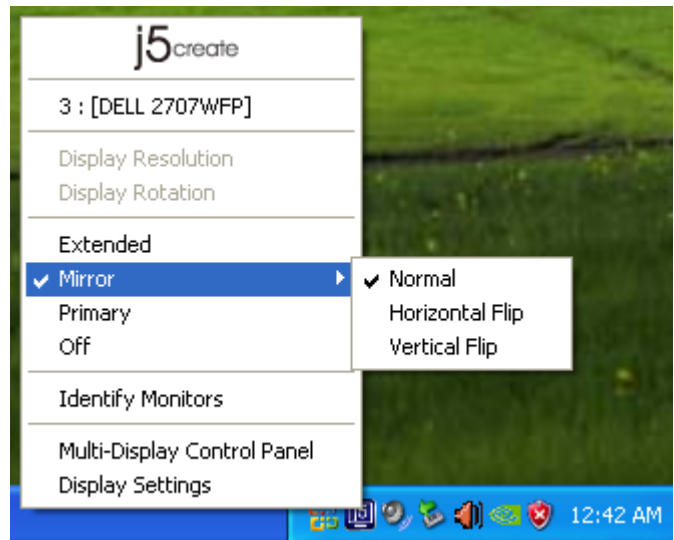 j5create
3 : [DELL 2707WFP]
Display Resolution
Display Rotation
Extended
Mirror
Normal
Primary
Horizontal Flip
Off
Vertical Flip
Identify Monitors
Multi-Display Control Panel
Display Settings
j5
12:42 AM